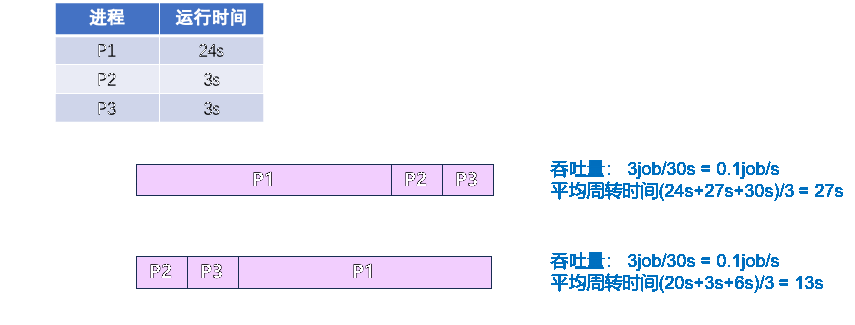 进程 运行时间
P1 24s
P2 3s
P3 3s
P1 P2 P3
吞吐量： 3job/30s = 0.1job/s
平均周转时间(24s+27s+30s)/3 = 27s
P2 P3 P1
吞吐量： 3job/30s = 0.1job/s
平均周转时间(20s+3s+6s)/3 = 13s